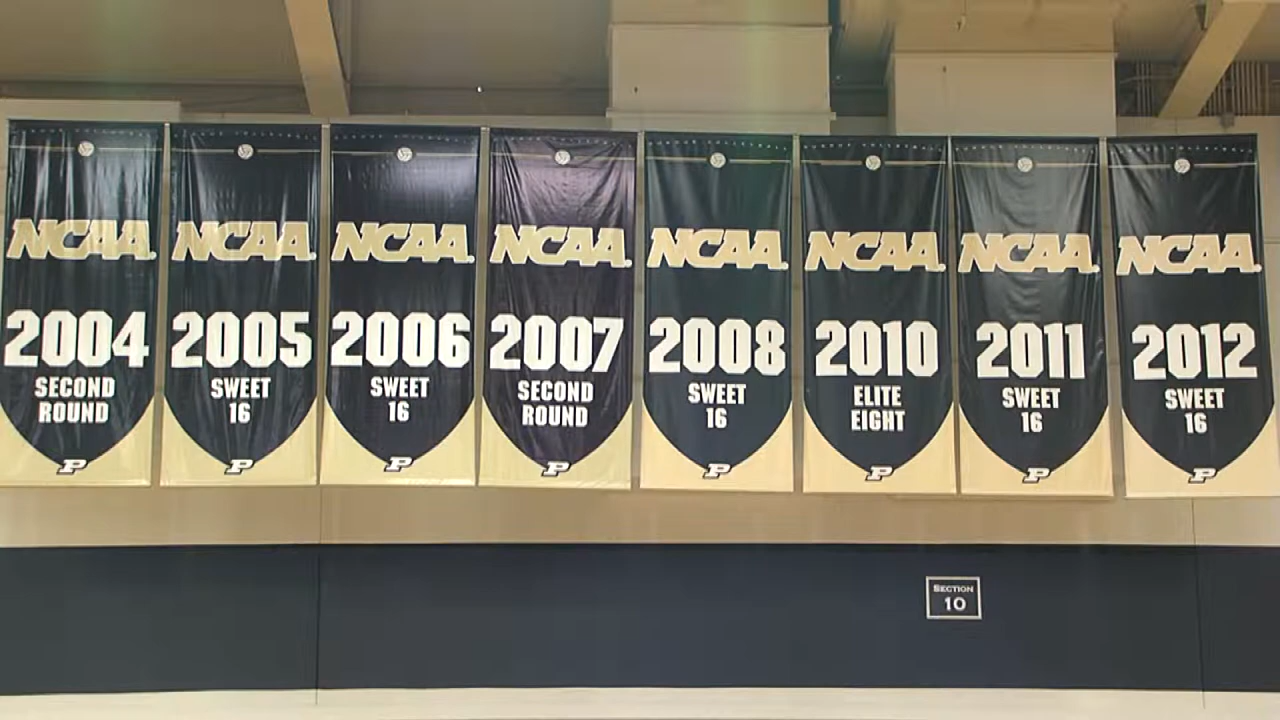 NCAA
2004
SECOND
ROUND
P
NCAA
2005
SWEET
16
P
NCAA
2006
SWEET
16
P
NCAA
2007
SECOND
ROUND
P
NCAA
2008
SWEET
16
P
NCAA
2010
ELITE
EIGHT
P
NCAA
2011
SWEET
16
P
NCAA
2012
SWEET
16
P
SECTION
10